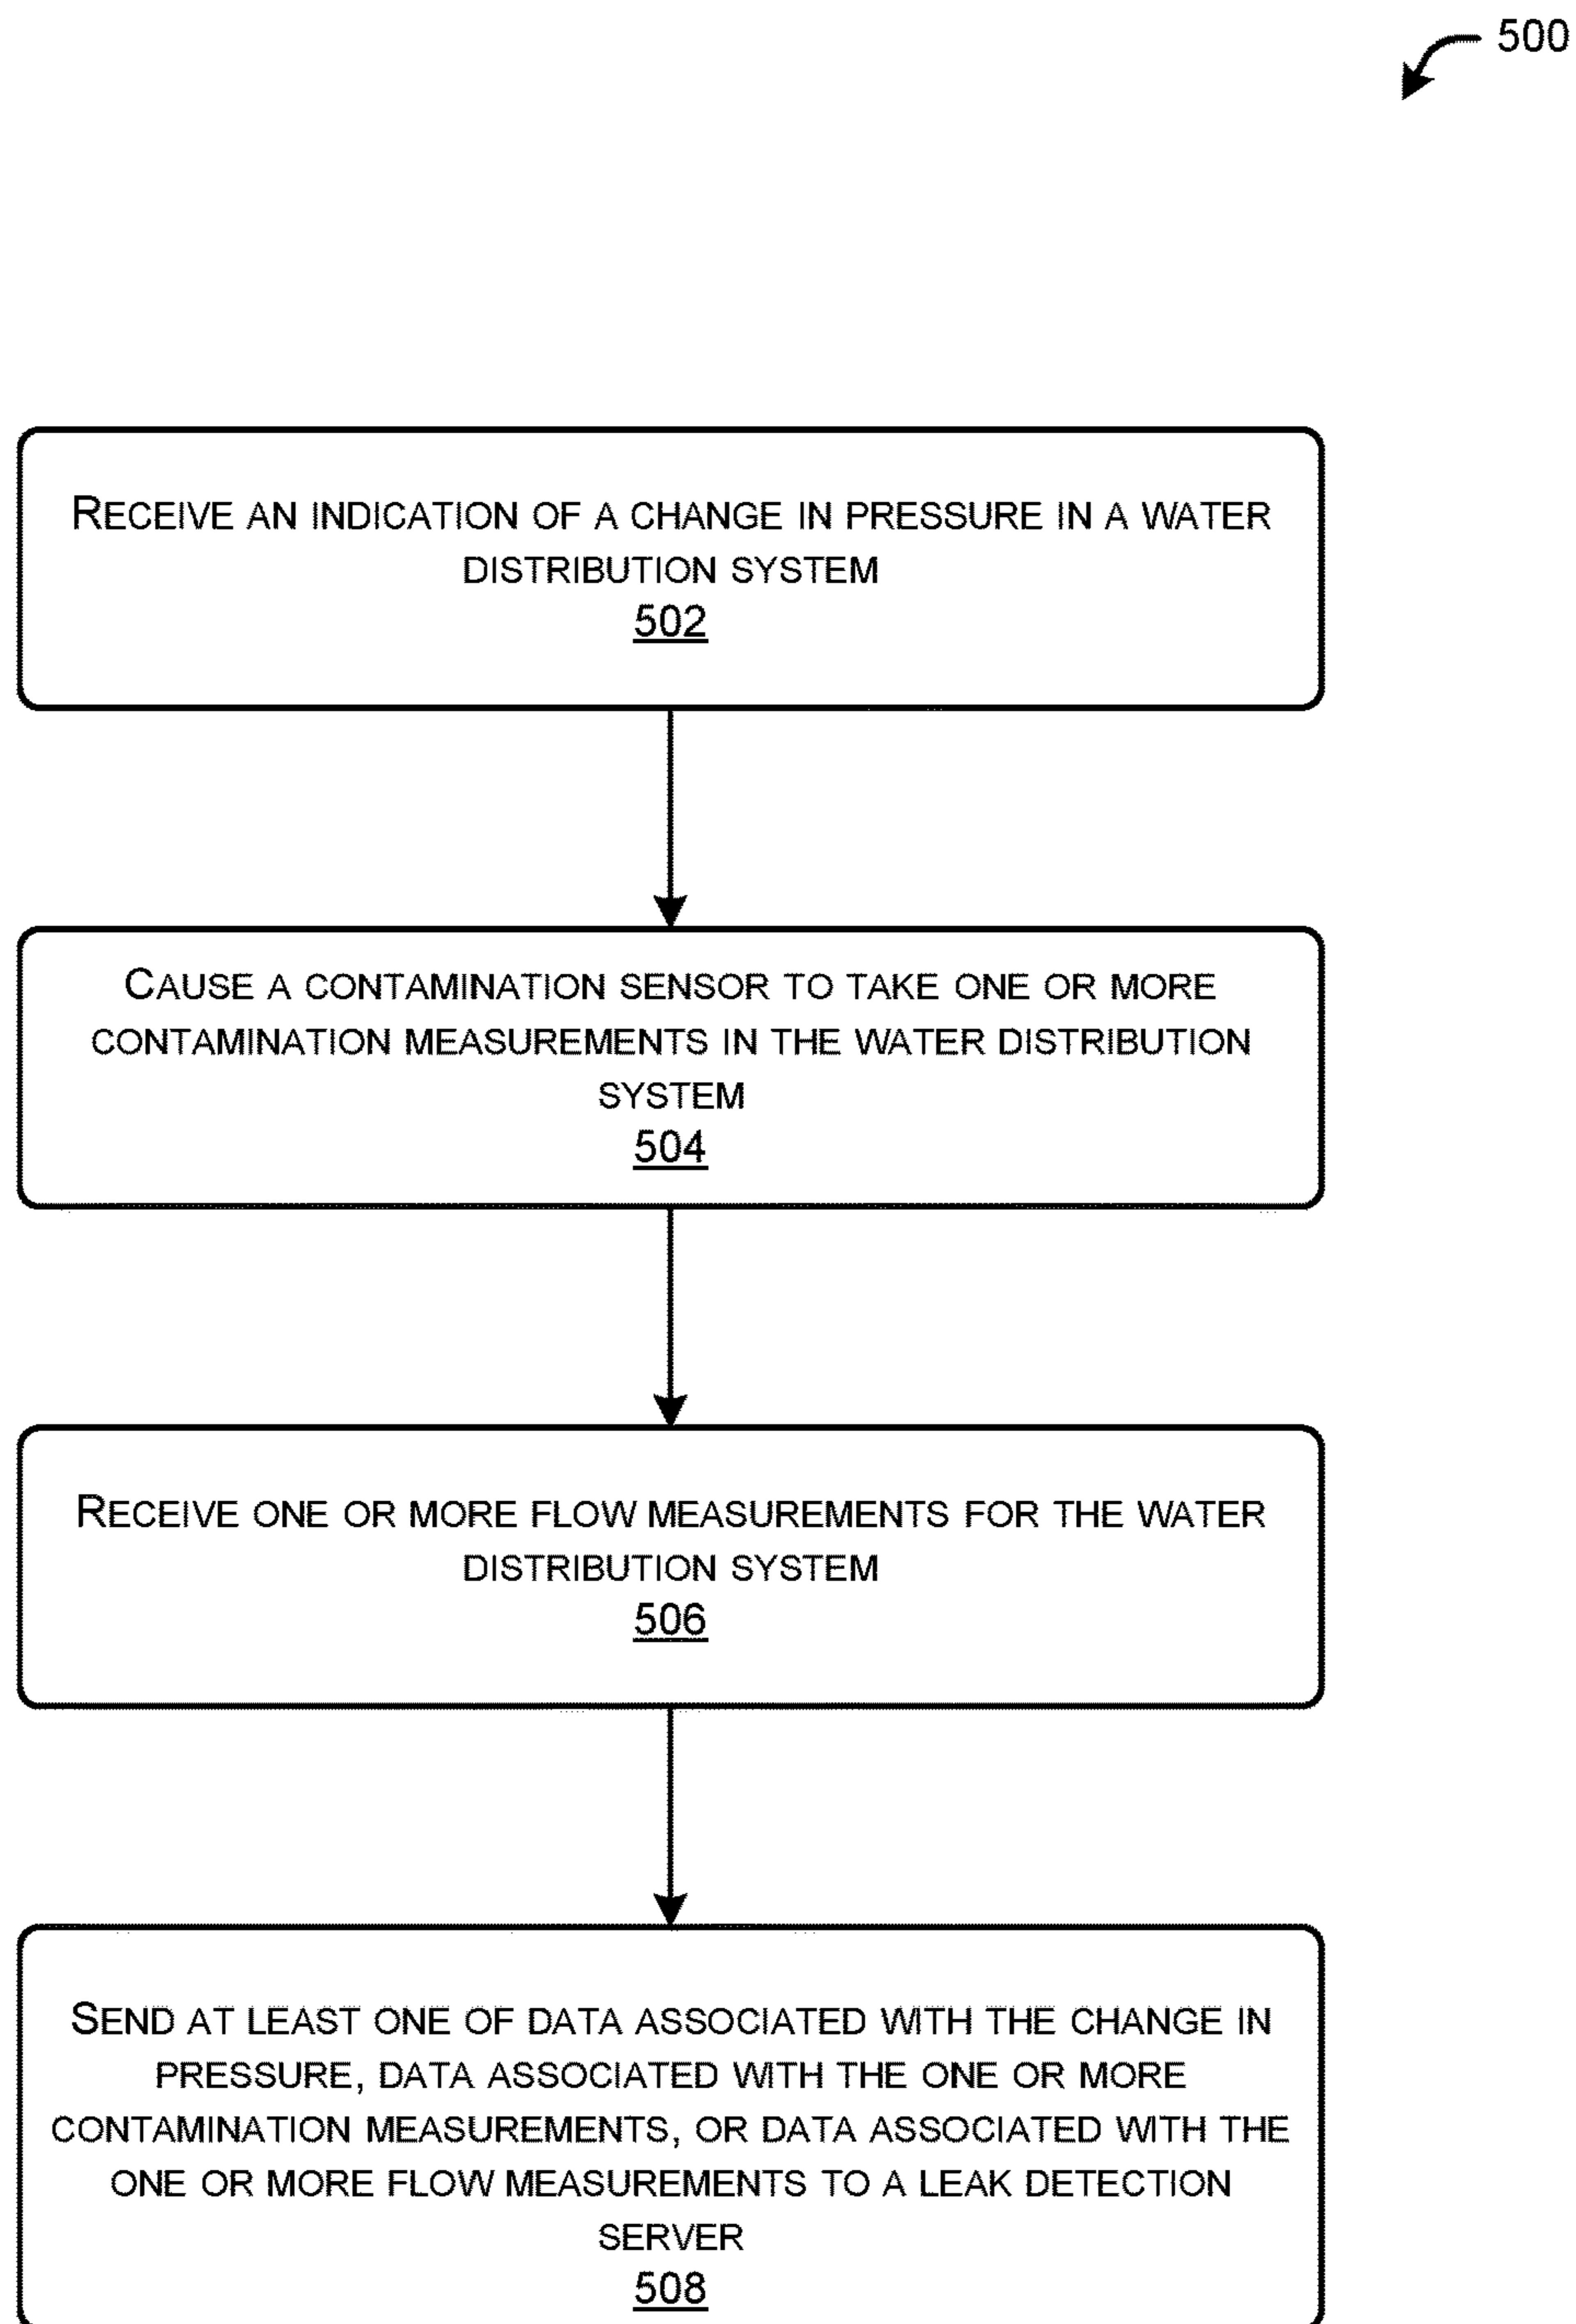 500
RECEIVE AN INDICATION OF A CHANGE IN PRESSURE IN A WATER
DISTRIBUTION SYSTEM
502
CAUSE A CONTAMINATION SENSOR TO TAKE ONE OR MORE
CONTAMINATION MEASUREMENTS IN THE WATER DISTRIBUTION
SYSTEM
504
RECEIVE ONE OR MORE FLOW MEASUREMENTS FOR THE WATER
DISTRIBUTION SYSTEM
506
SEND AT LEAST ONE OF DATA ASSOCIATED WITH THE CHANGE IN
PRESSURE, DATA ASSOCIATED WITH THE ONE OR MORE
CONTAMINATION MEASUREMENTS, OR DATA ASSOCIATED WITH THE
ONE OR MORE FLOW MEASUREMENTS TO A LEAK DETECTION
SERVER
508